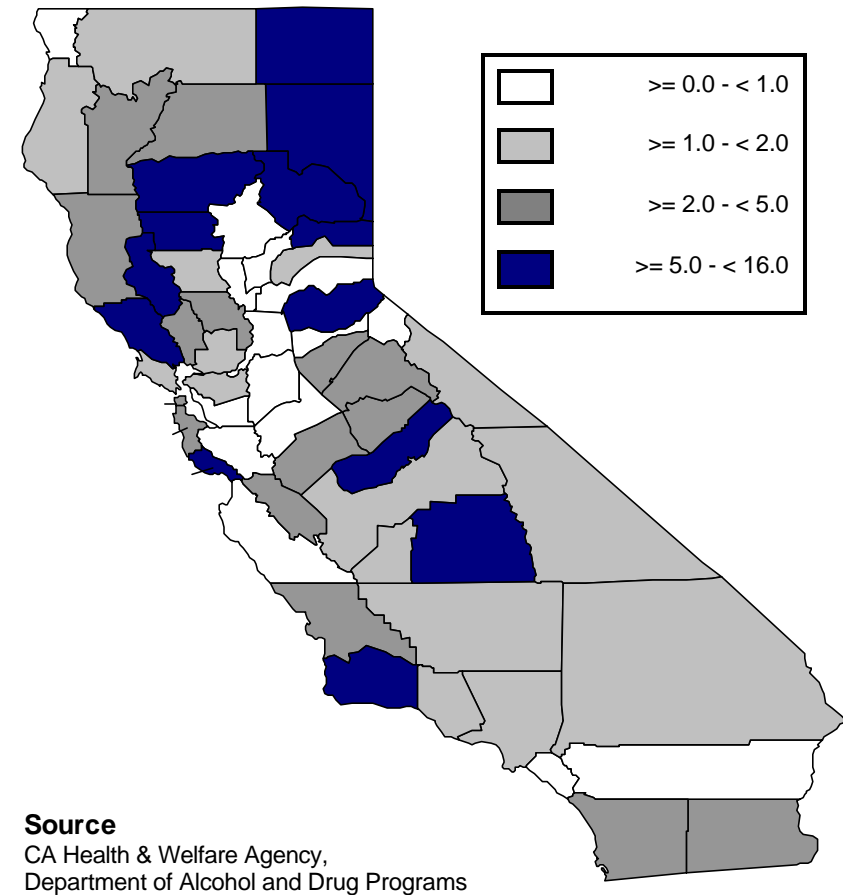 >= 0.0 - < 1.0
>= 1.0 - < 2.0
>= 2.0 - < 5.0
>= 5.0 - < 16.0
Source
CA Health & Welfare Agency,
Department of Alcohol and Drug Programs